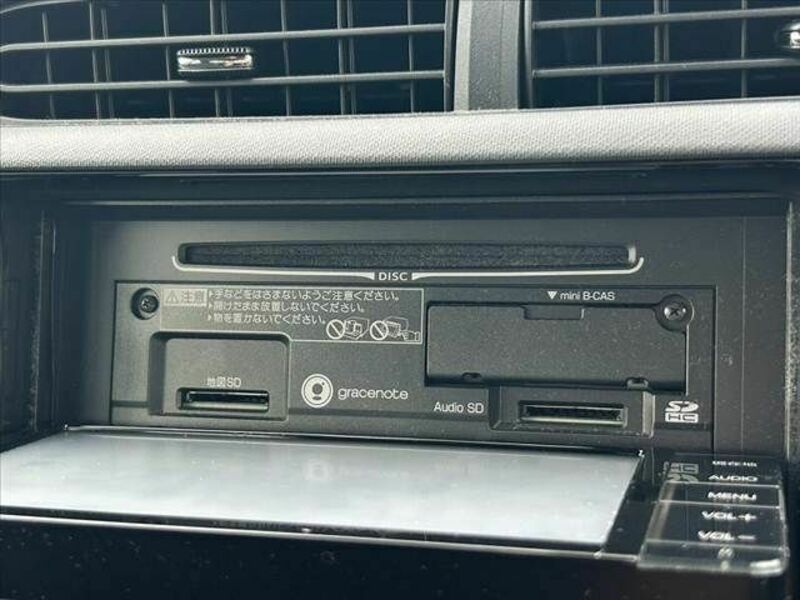 DISC
⚠注意
▶手などをはさまないようご注意ください。
▶開けたまま放置しないでください。
▶物を置かないでください。
▼ mini B-CAS
地図SD
gracenote
Audio SD
SD
HC
AUDIO
MENU
VOL +
VOL −